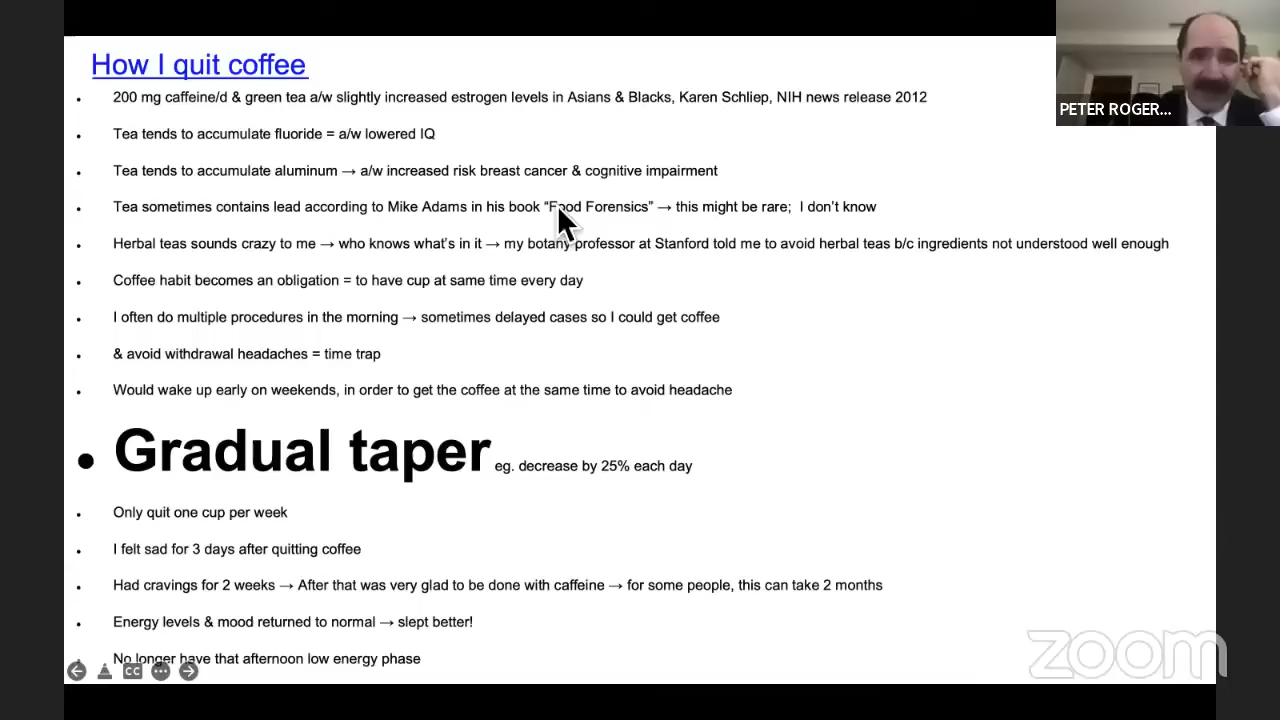 How I quit coffee
PETER ROGER...
• 200 mg caffeine/d & green tea a/w slightly increased estrogen levels in Asians & Blacks, Karen Schliep, NIH news release 2012
• Tea tends to accumulate fluoride = a/w lowered IQ
• Tea tends to accumulate aluminum → a/w increased risk breast cancer & cognitive impairment
• Tea sometimes contains lead according to Mike Adams in his book “Food Forensics” → this might be rare; I don’t know
• Herbal teas sounds crazy to me → who knows what’s in it → my botany professor at Stanford told me to avoid herbal teas b/c ingredients not understood well enough
• Coffee habit becomes an obligation = to have cup at same time every day
• I often do multiple procedures in the morning → sometimes delayed cases so I could get coffee
• & avoid withdrawal headaches = time trap
• Would wake up early on weekends, in order to get the coffee at the same time to avoid headache
• Gradual taper eg. decrease by 25% each day
• Only quit one cup per week
• I felt sad for 3 days after quitting coffee
• Had cravings for 2 weeks → After that was very glad to be done with caffeine → for some people, this can take 2 months
• Energy levels & mood returned to normal → slept better!
• No longer have that afternoon low energy phase
CC
zoom